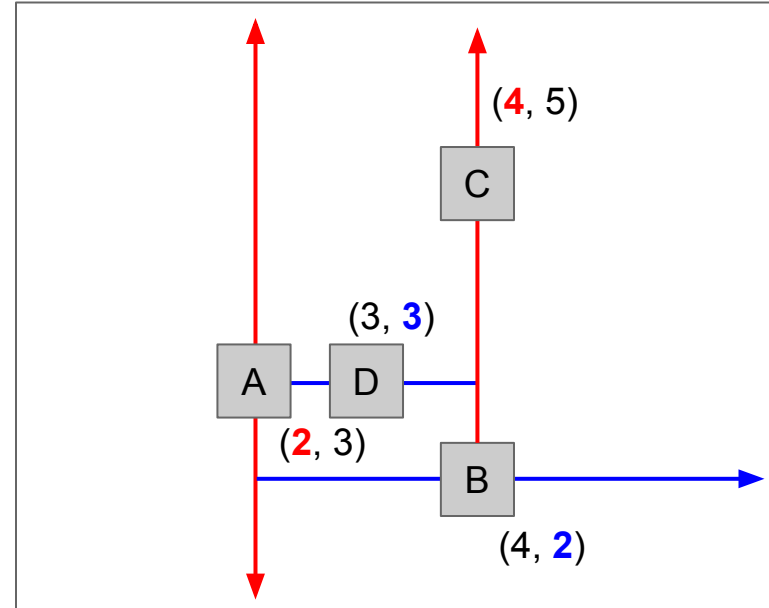 (4, 5)
C
(3, 3)
A
D
(2, 3)
B
(4, 2)